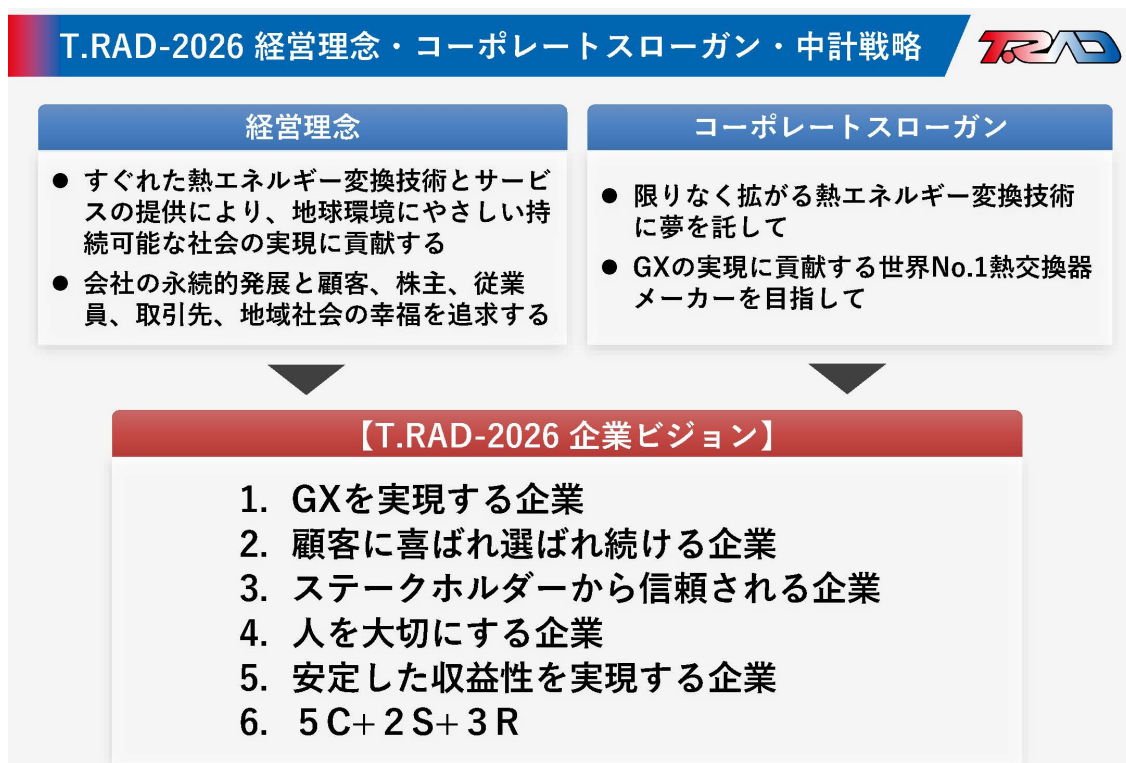 T.RAD-2026 経営理念・コーポレートスローガン・中計戦略
T.RAD
経営理念
● すぐれた熱エネルギー変換技術とサービ
スの提供により、地球環境にやさしい持
続可能な社会の実現に貢献する
● 会社の永続的発展と顧客、株主、従業
員、取引先、地域社会の幸福を追求する
コーポレートスローガン
● 限りなく拡がる熱エネルギー変換技術
に夢を託して
● GXの実現に貢献する世界No.1熱交換器
メーカーを目指して
【T.RAD-2026 企業ビジョン】
1. GXを実現する企業
2. 顧客に喜ばれ選ばれ続ける企業
3. ステークホルダーから信頼される企業
4. 人を大切にする企業
5. 安定した収益性を実現する企業
6. ５C+２S+３R